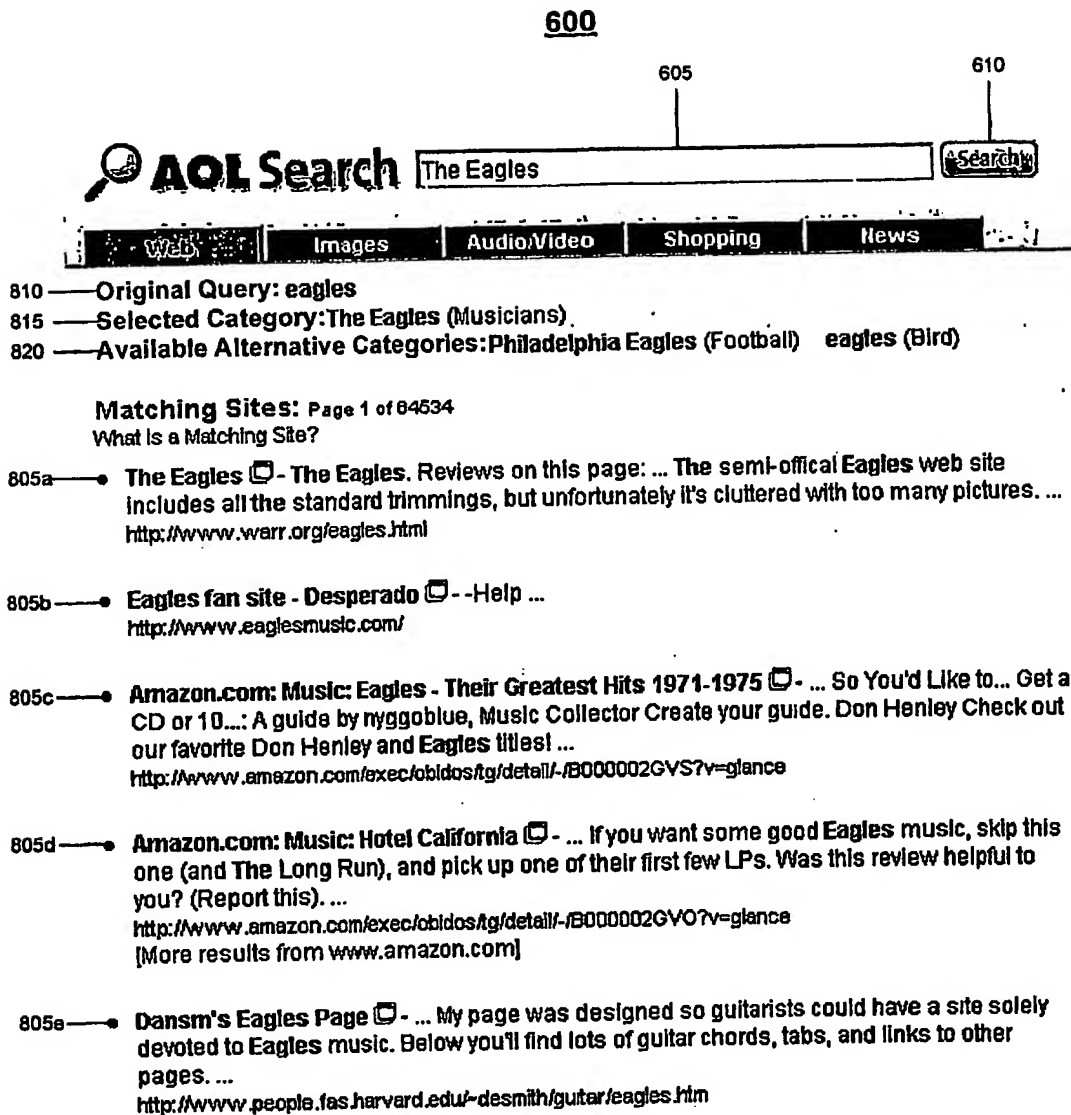 600
605
610
AOL Search The Eagles Search
Web Images Audio/Video Shopping News
810 Original Query: eagles
815 Selected Category:The Eagles (Musicians)
820 Available Alternative Categories:Philadelphia Eagles (Football) eagles (Bird)
Matching Sites: Page 1 of 84534
What is a Matching Site?
805a The Eagles - The Eagles. Reviews on this page: ... The semi-offical Eagles web site
includes all the standard trimmings, but unfortunately it's cluttered with too many pictures. ...
http://www.warr.org/eagles.html
805b Eagles fan site - Desperado - -Help ...
http://www.eaglesmusic.com/
805c Amazon.com: Music: Eagles - Their Greatest Hits 1971-1975 - ... So You'd Like to... Get a
CD or 10...: A guide by nyggoblue, Music Collector Create your guide. Don Henley Check out
our favorite Don Henley and Eagles titles! ...
http://www.amazon.com/exec/obidos/tg/detail/-/B000002GVS?v=glance
805d Amazon.com: Music: Hotel California - ... If you want some good Eagles music, skip this
one (and The Long Run), and pick up one of their first few LPs. Was this review helpful to
you? (Report this). ...
http://www.amazon.com/exec/obidos/tg/detail/-/B000002GVO?v=glance
[More results from www.amazon.com]
805e Dansm's Eagles Page - ... My page was designed so guitarists could have a site solely
devoted to Eagles music. Below you'll find lots of guitar chords, tabs, and links to other
pages. ...
http://www.people.fas.harvard.edu/~desmith/guitar/eagles.htm